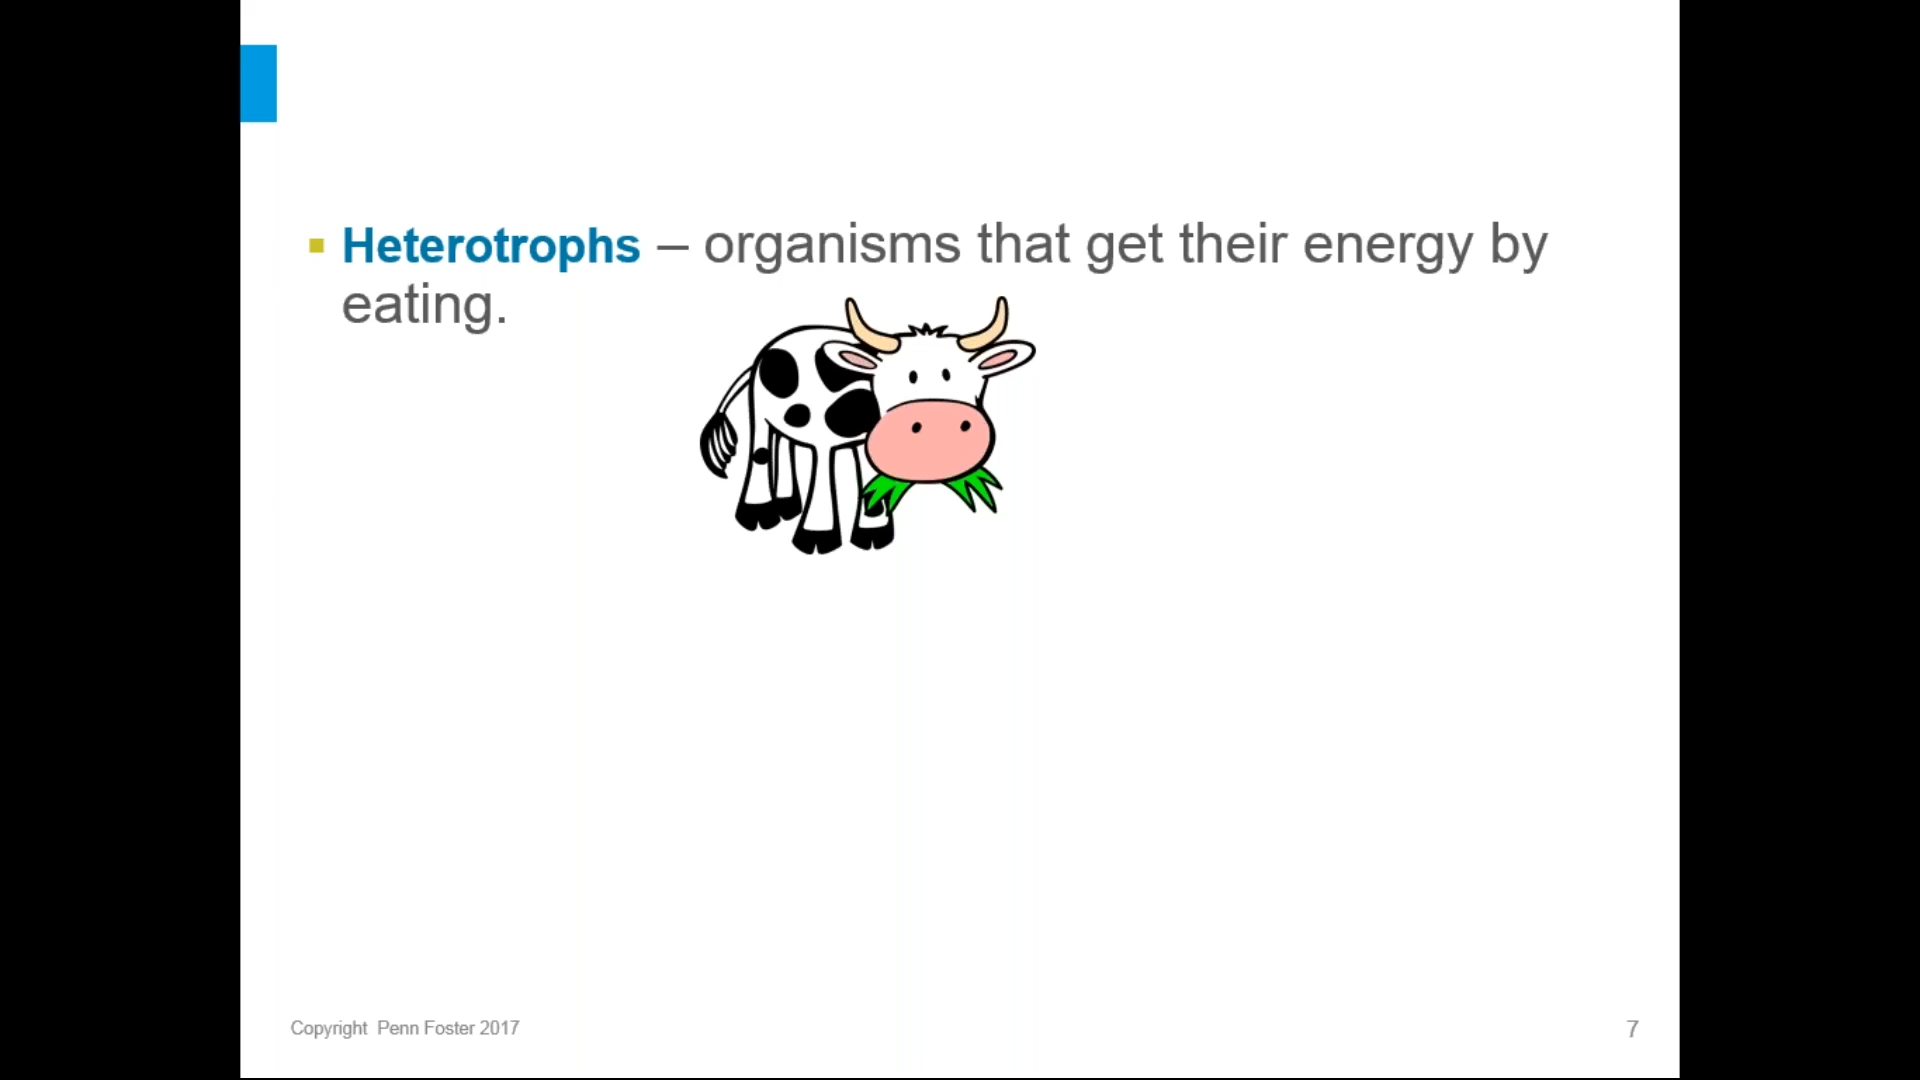 Heterotrophs – organisms that get their energy by
eating.
Copyright Penn Foster 2017
7